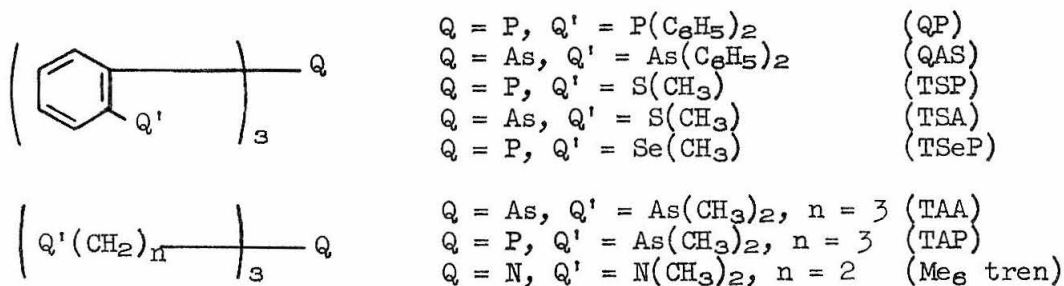 Q
Q'
3
Q = P, Q' = P(C₆H₅)₂ (QP)
Q = As, Q' = As(C₆H₅)₂ (QAS)
Q = P, Q' = S(CH₃) (TSP)
Q = As, Q' = S(CH₃) (TSA)
Q = P, Q' = Se(CH₃) (TSeP)
(Q'(CH₂)ₙ)₃ Q
Q = As, Q' = As(CH₃)₂, n = 3 (TAA)
Q = P, Q' = As(CH₃)₂, n = 3 (TAP)
Q = N, Q' = N(CH₃)₂, n = 2 (Me₆ tren)